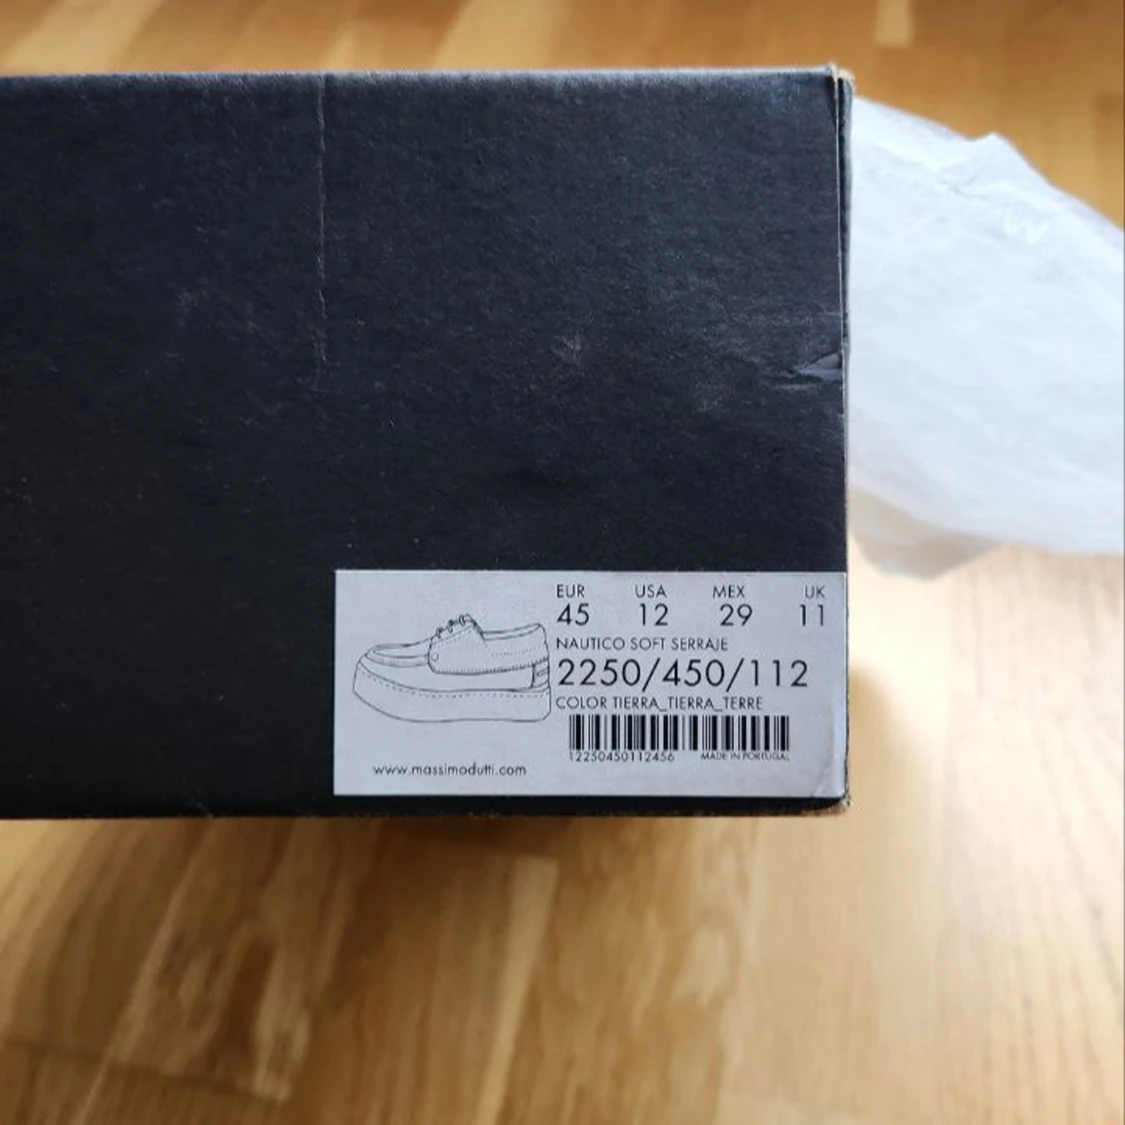 EUR USA MEX UK
45 12 29 11
NAUTICO SOFT SERRAJE
2250/450/112
COLOR TIERRA_TIERRA_TERRE
12250450112456 MADE IN PORTUGAL
www.massimodutti.com